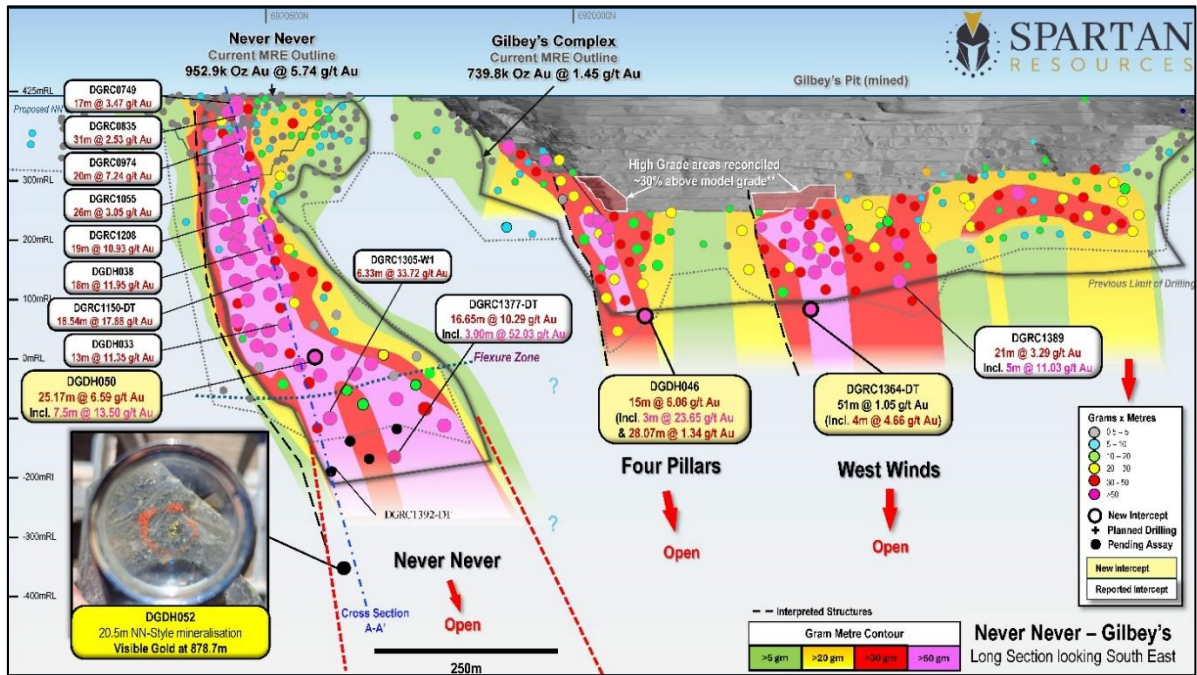 6920600N
6920000N
Never Never
Current MRE Outline
952.9k Oz Au @ 5.74 g/t Au
Gilbey's Complex
Current MRE Outline
739.8k Oz Au @ 1.45 g/t Au
Gilbey's Pit (mined)
SPARTAN
RESOURCES
425mRL
Proposed NN
300mRL
200mRL
100mRL
0mRL
-200mRl
-300mRL
-400mRL
DGRC0749
17m @ 3.47 g/t Au
DGRC0835
31m @ 2.53 g/t Au
DGRC0974
20m @ 7.24 g/t Au
DGRC1055
26m @ 3.05 g/t Au
DGRC1208
19m @ 10.93 g/t Au
DGDH038
18m @ 11.95 g/t Au
DGRC1150-DT
18.54m @ 17.88 g/t Au
DGDH033
13m @ 11.35 g/t Au
DGDH050
25.17m @ 6.59 g/t Au
Incl. 7.5m @ 13.50 g/t Au
DGRC1305-W1
6.33m @ 33.72 g/t Au
DGRC1377-DT
16.65m @ 10.29 g/t Au
Incl. 3.00m @ 52.03 g/t Au
Flexure Zone
High Grade areas reconciled
~30% above model grade**
Previous Limit of Drilling
DGDH046
15m @ 6.06 g/t Au
(Incl. 3m @ 23.65 g/t Au
& 28.07m @ 1.34 g/t Au)
DGRC1364-DT
51m @ 1.05 g/t Au
(Incl. 4m @ 4.66 g/t Au)
DGRC1389
21m @ 3.29 g/t Au
Incl. 5m @ 11.03 g/t Au
?
?
Four Pillars
Open
West Winds
Open
DGRC1392-DT
Never Never
Open
Cross Section
A-A'
DGDH052
20.5m NN-Style mineralisation
Visible Gold at 878.7m
250m
Grams x Metres
0.5 – 5
5 – 10
10 – 20
20 – 30
30 – 50
>50
New Intercept
Planned Drilling
Pending Assay
New Intercept
Reported Intercept
Interpreted Structures
Gram Metre Contour
>5 gm
>20 gm
>30 gm
>50 gm
Never Never – Gilbey's
Long Section looking South East